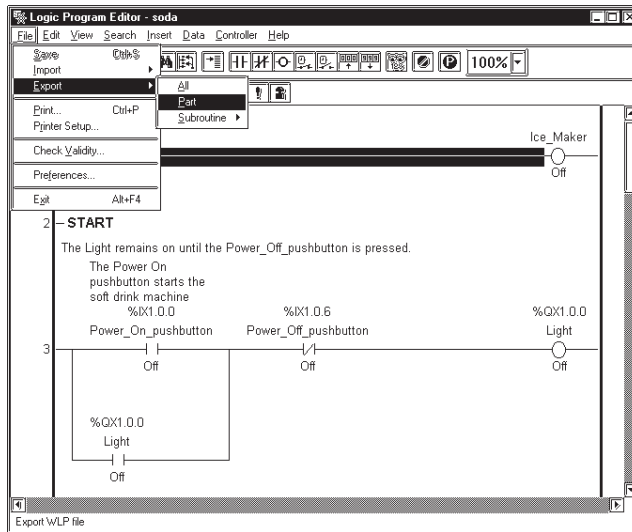 Logic Program Editor - soda
File Edit View Search Insert Data Controller Help
Save Ctrl+S
Import
Export
Print... Ctrl+P
Printer Setup...
Check Validity...
Preferences...
Exit Alt+F4
All
Part
Subroutine
100%
Ice_Maker
Off
2 START
The Light remains on until the Power_Off_pushbutton is pressed.
The Power On
pushbutton starts the
soft drink machine
%IX1.0.0 %IX1.0.6 %QX1.0.0
Power_On_pushbutton Power_Off_pushbutton Light
3
Off Off Off
%QX1.0.0
Light
Off
Export WLP file